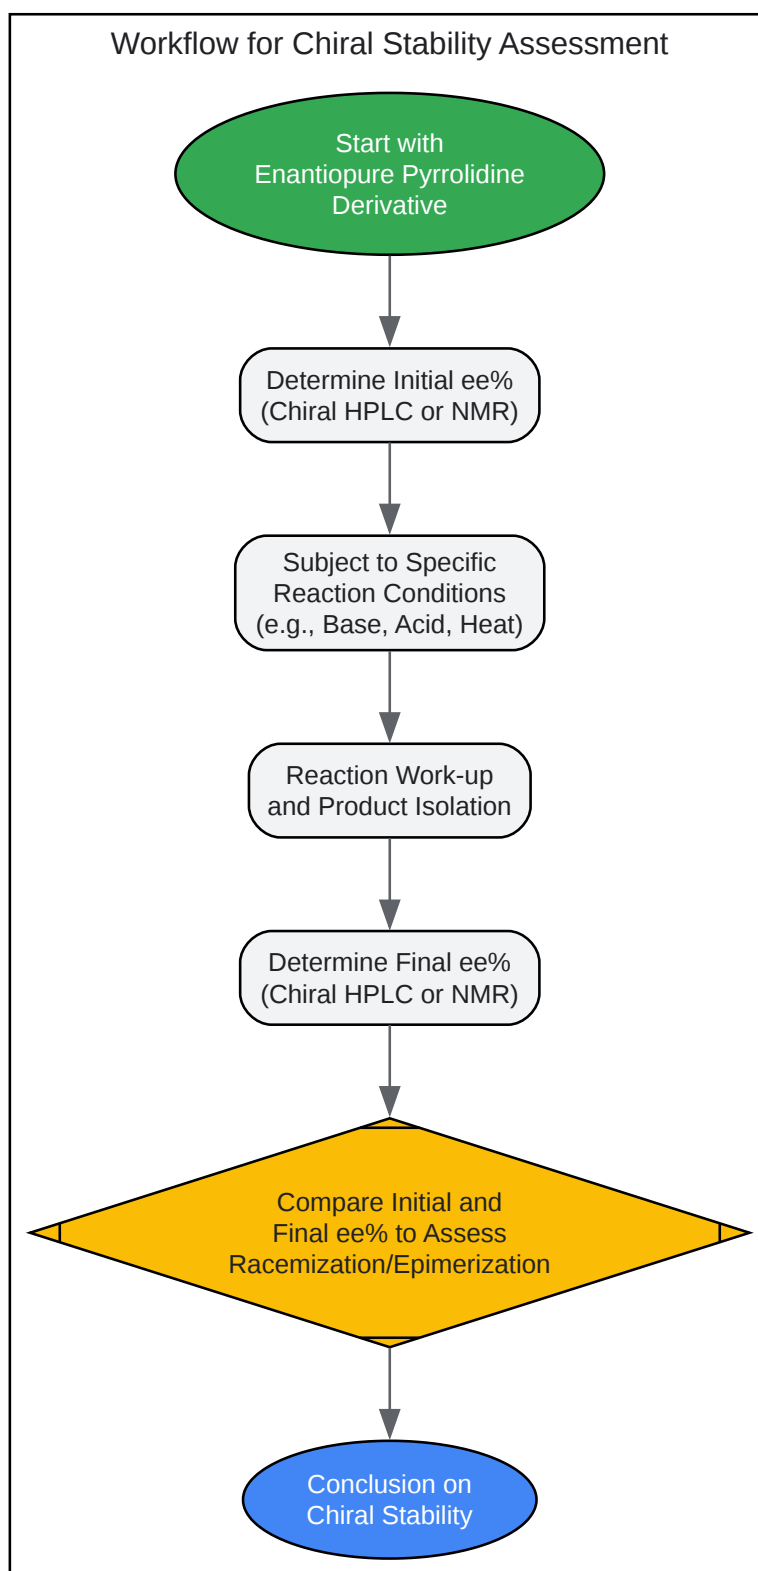 Workflow for Chiral Stability Assessment
Start with
Enantiopure Pyrrolidine
Derivative
Determine Initial ee%
(Chiral HPLC or NMR)
Subject to Specific
Reaction Conditions
(e.g., Base, Acid, Heat)
Reaction Work-up
and Product Isolation
Determine Final ee%
(Chiral HPLC or NMR)
Compare Initial and
Final ee% to Assess
Racemization/Epimerization
Conclusion on
Chiral Stability